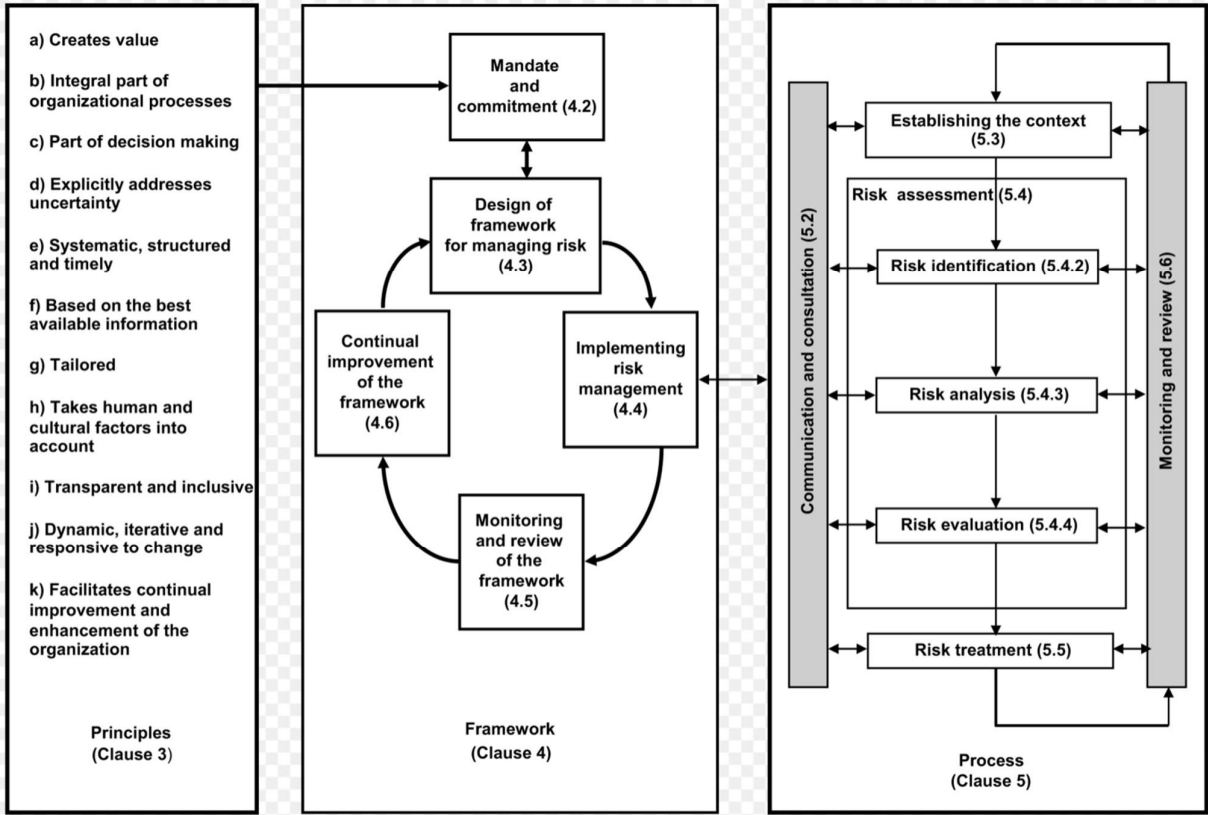 a) Creates value
b) Integral part of
organizational processes
c) Part of decision making
d) Explicitly addresses
uncertainty
e) Systematic, structured
and timely
f) Based on the best
available information
g) Tailored
h) Takes human and
cultural factors into
account
i) Transparent and inclusive
j) Dynamic, iterative and
responsive to change
k) Facilitates continual
improvement and
enhancement of the
organization
Principles
(Clause 3)
Mandate
and
commitment (4.2)
Design of
framework
for managing risk
(4.3)
Implementing
risk
management
(4.4)
Monitoring
and review
of the
framework
(4.5)
Continual
improvement
of the
framework
(4.6)
Framework
(Clause 4)
Communication and consultation (5.2)
Establishing the context
(5.3)
Risk assessment (5.4)
Risk identification (5.4.2)
Risk analysis (5.4.3)
Risk evaluation (5.4.4)
Risk treatment (5.5)
Monitoring and review (5.6)
Process
(Clause 5)